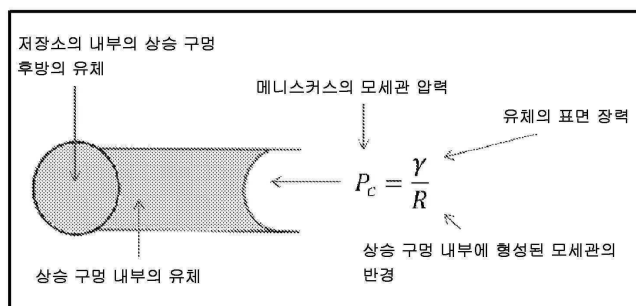 저장소의 내부의 상승 구멍
후방의 유체
메니스커스의 모세관 압력
유체의 표면 장력
P_c = γ/R
상승 구멍 내부에 형성된 모세관의
반경
상승 구멍 내부의 유체